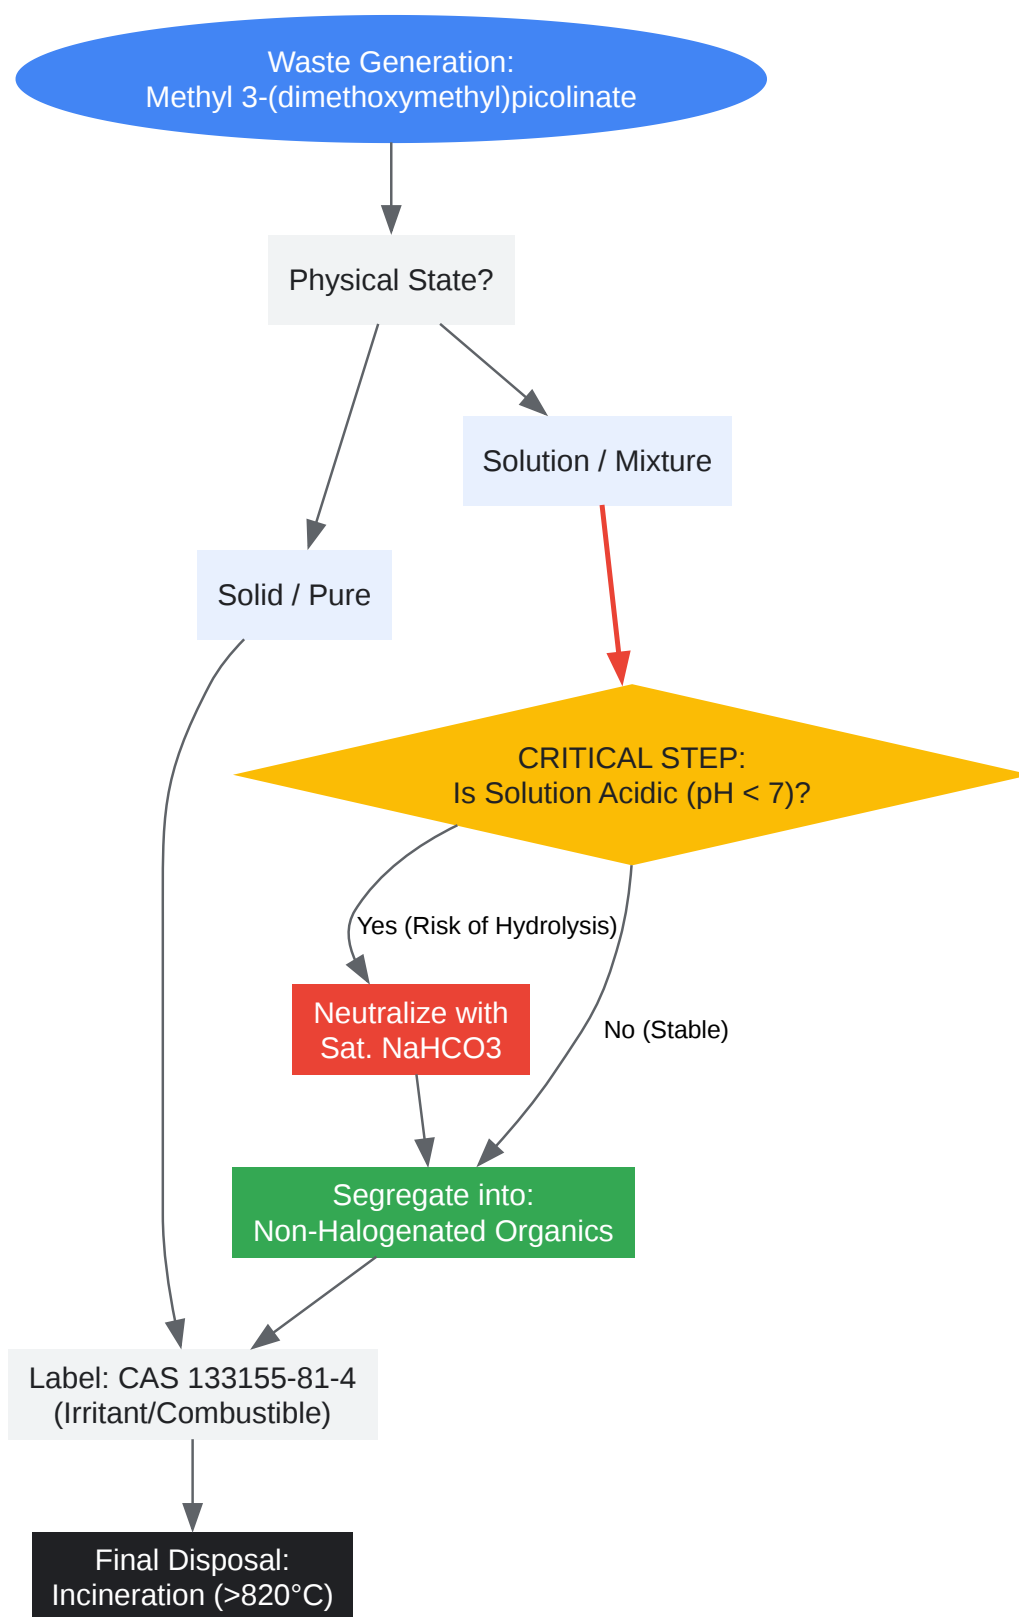 Waste Generation:
Methyl 3-(dimethoxymethyl)picolinate
Physical State?
Solution / Mixture
Solid / Pure
CRITICAL STEP:
Is Solution Acidic (pH < 7)?
Yes (Risk of Hydrolysis)
Neutralize with
Sat. NaHCO3
No (Stable)
Segregate into:
Non-Halogenated Organics
Label: CAS 133155-81-4
(Irritant/Combustible)
Final Disposal:
Incineration (>820°C)